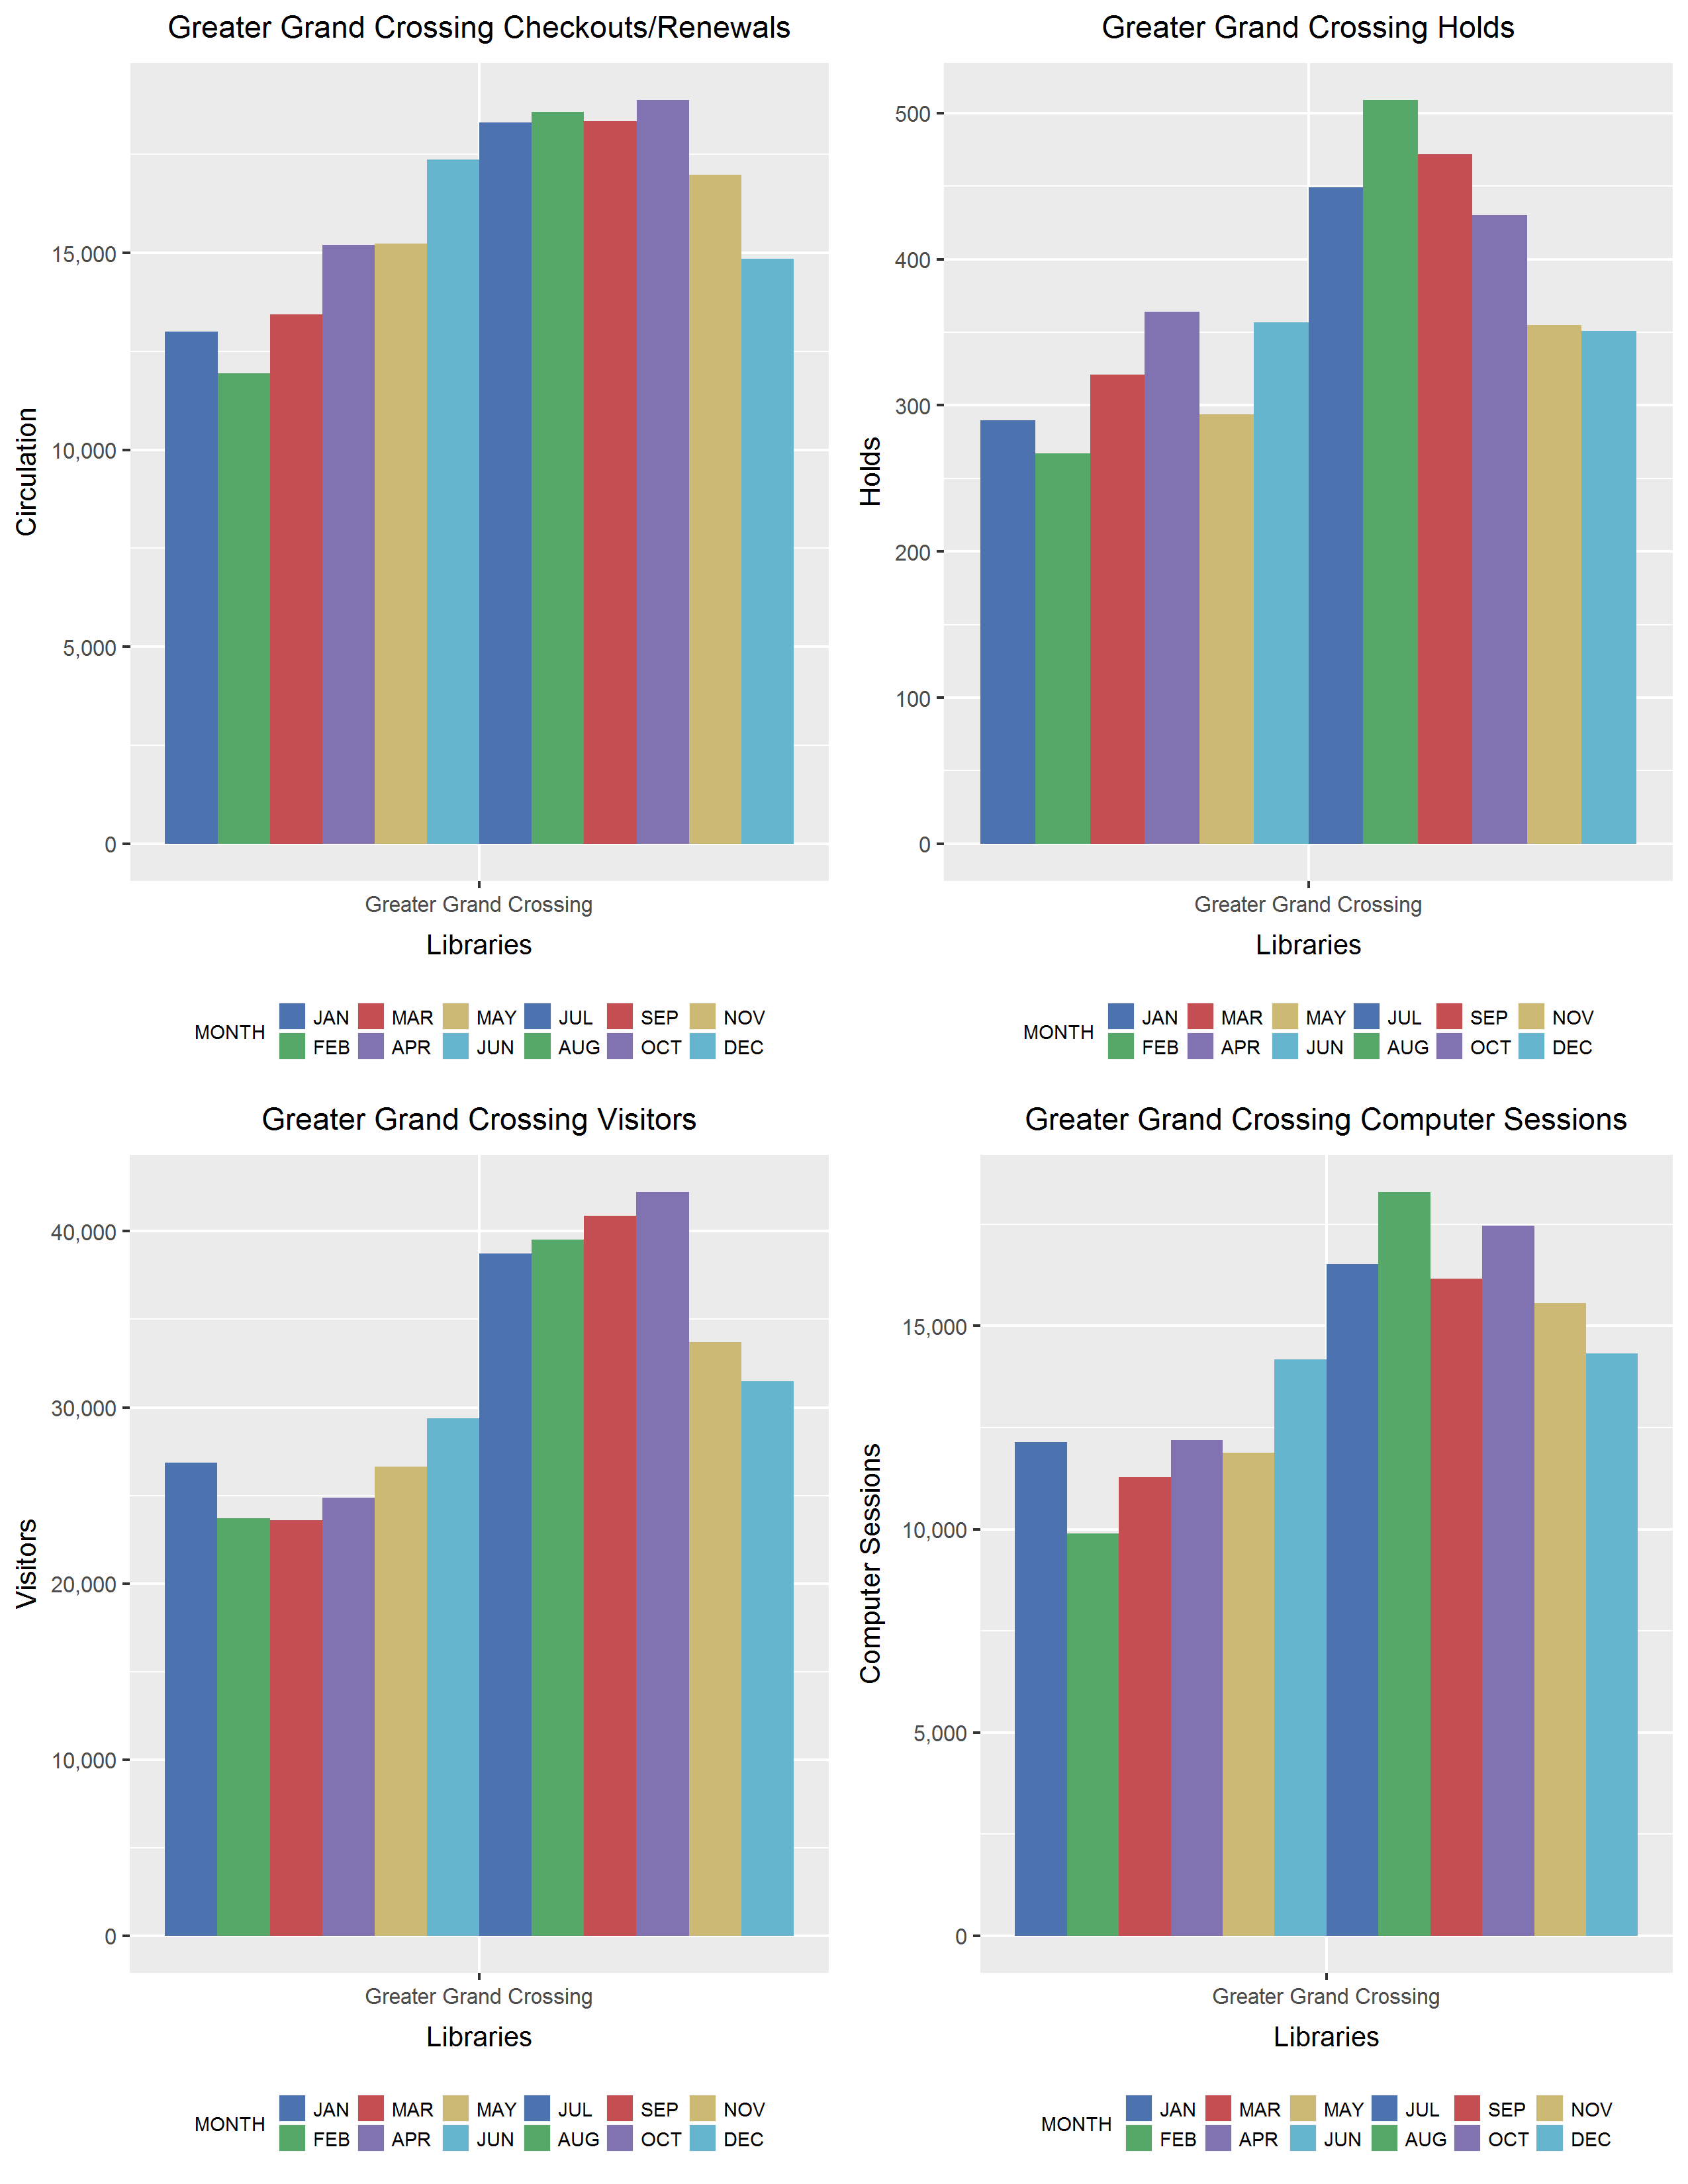 Greater Grand Crossing Checkouts/Renewals
Circulation
15,000
10,000
5,000
0
Greater Grand Crossing
Libraries
MONTH
JAN MAR MAY JUL SEP NOV
FEB APR JUN AUG OCT DEC
Greater Grand Crossing Holds
Holds
500
400
300
200
100
0
Greater Grand Crossing
Libraries
MONTH
JAN MAR MAY JUL SEP NOV
FEB APR JUN AUG OCT DEC
Greater Grand Crossing Visitors
Visitors
40,000
30,000
20,000
10,000
0
Greater Grand Crossing
Libraries
MONTH
JAN MAR MAY JUL SEP NOV
FEB APR JUN AUG OCT DEC
Greater Grand Crossing Computer Sessions
Computer Sessions
15,000
10,000
5,000
0
Greater Grand Crossing
Libraries
MONTH
JAN MAR MAY JUL SEP NOV
FEB APR JUN AUG OCT DEC